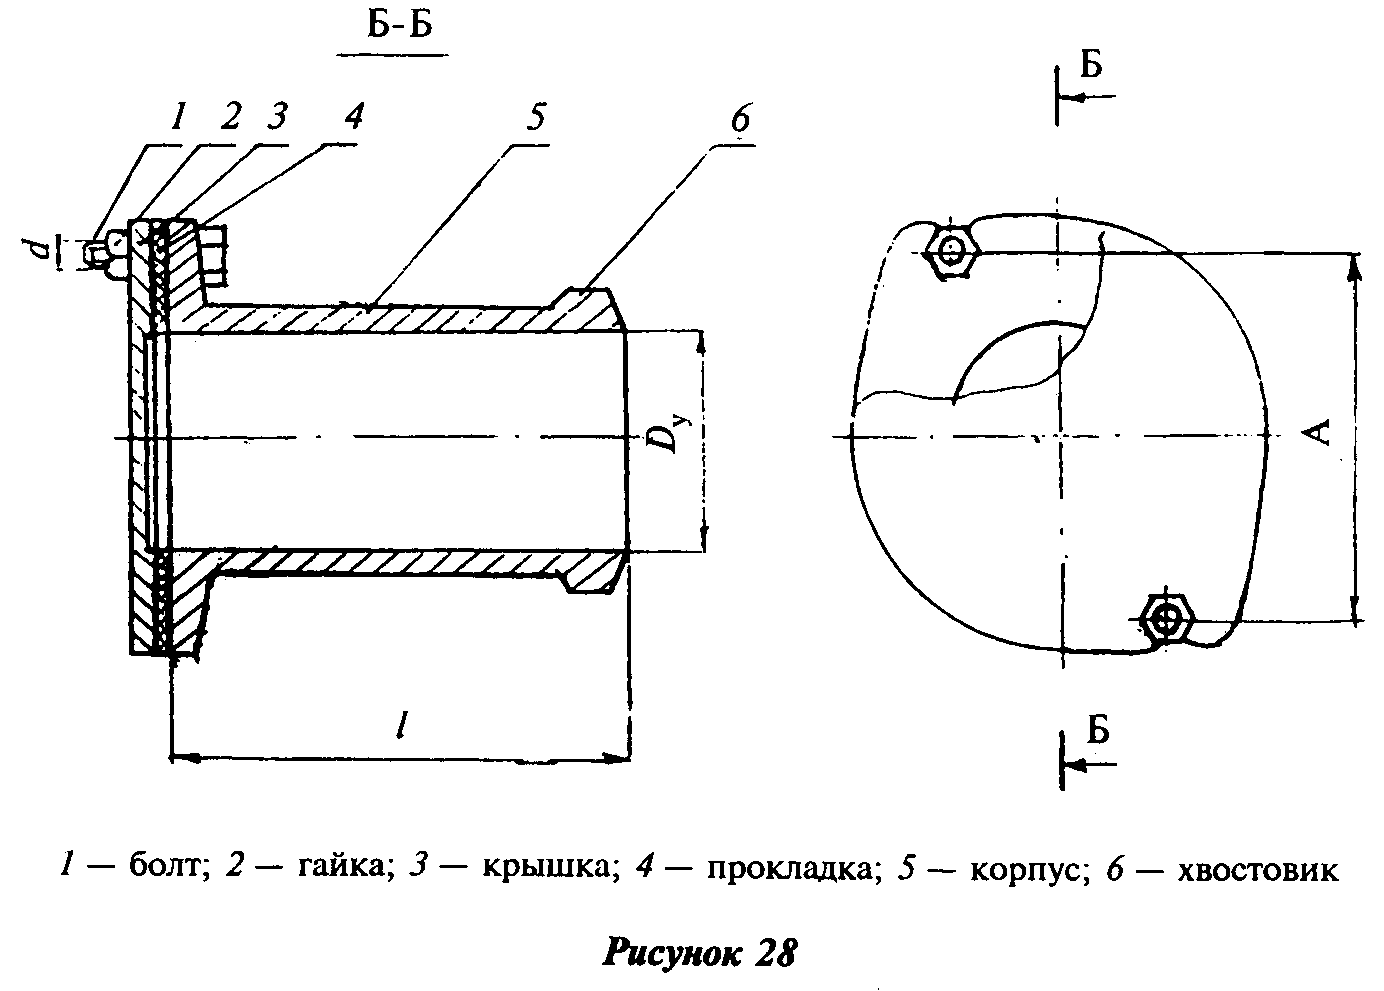 Б-Б
1 2 3 4 5 6
Б
d
Dу
А
l
Б
1 — болт; 2 — гайка; 3 — крышка; 4 — прокладка; 5 — корпус; 6 — хвостовик
Рисунок 28